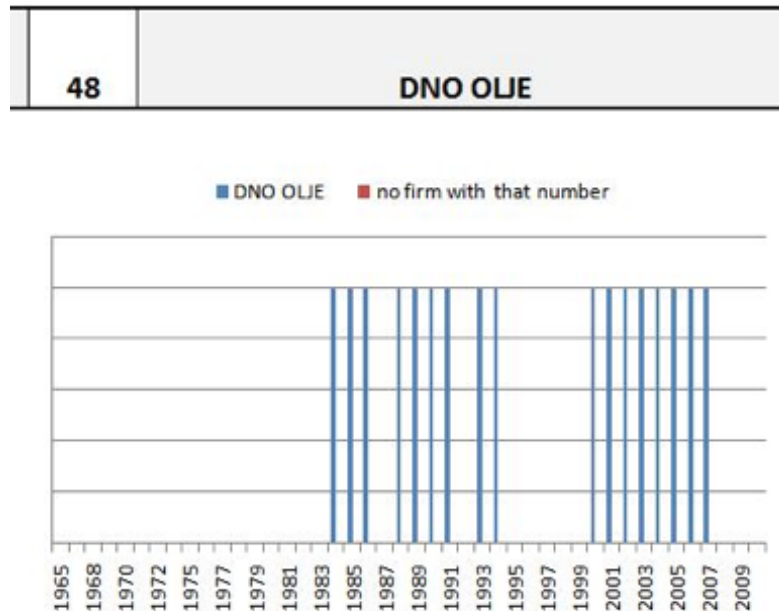 48 DNO OLJE
DNO OLJE no firm with that number
1965 1968 1970 1972 1975 1977 1979 1981 1983 1985 1987 1989 1991 1993 1995 1997 1999 2001 2003 2005 2007 2009